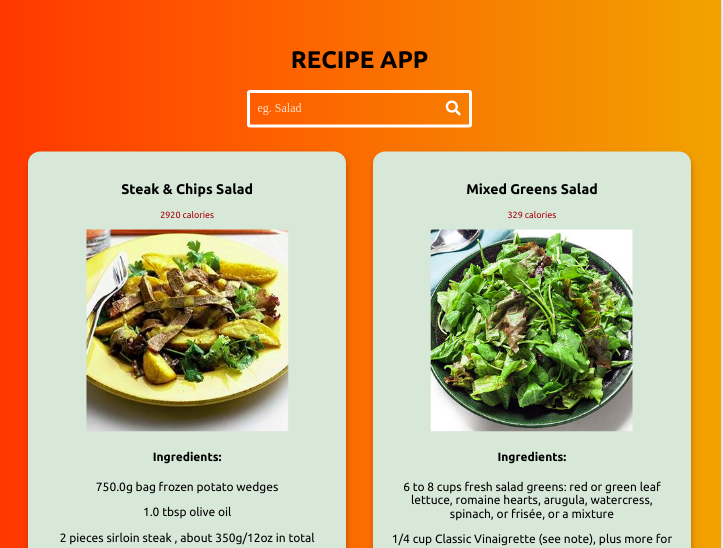 RECIPE APP
eg. Salad
Steak & Chips Salad
2920 calories
Ingredients:
750.0g bag frozen potato wedges
1.0 tbsp olive oil
2 pieces sirloin steak , about 350g/12oz in total
Mixed Greens Salad
329 calories
Ingredients:
6 to 8 cups fresh salad greens: red or green leaf
lettuce, romaine hearts, arugula, watercress,
spinach, or frisée, or a mixture
1/4 cup Classic Vinaigrette (see note), plus more for